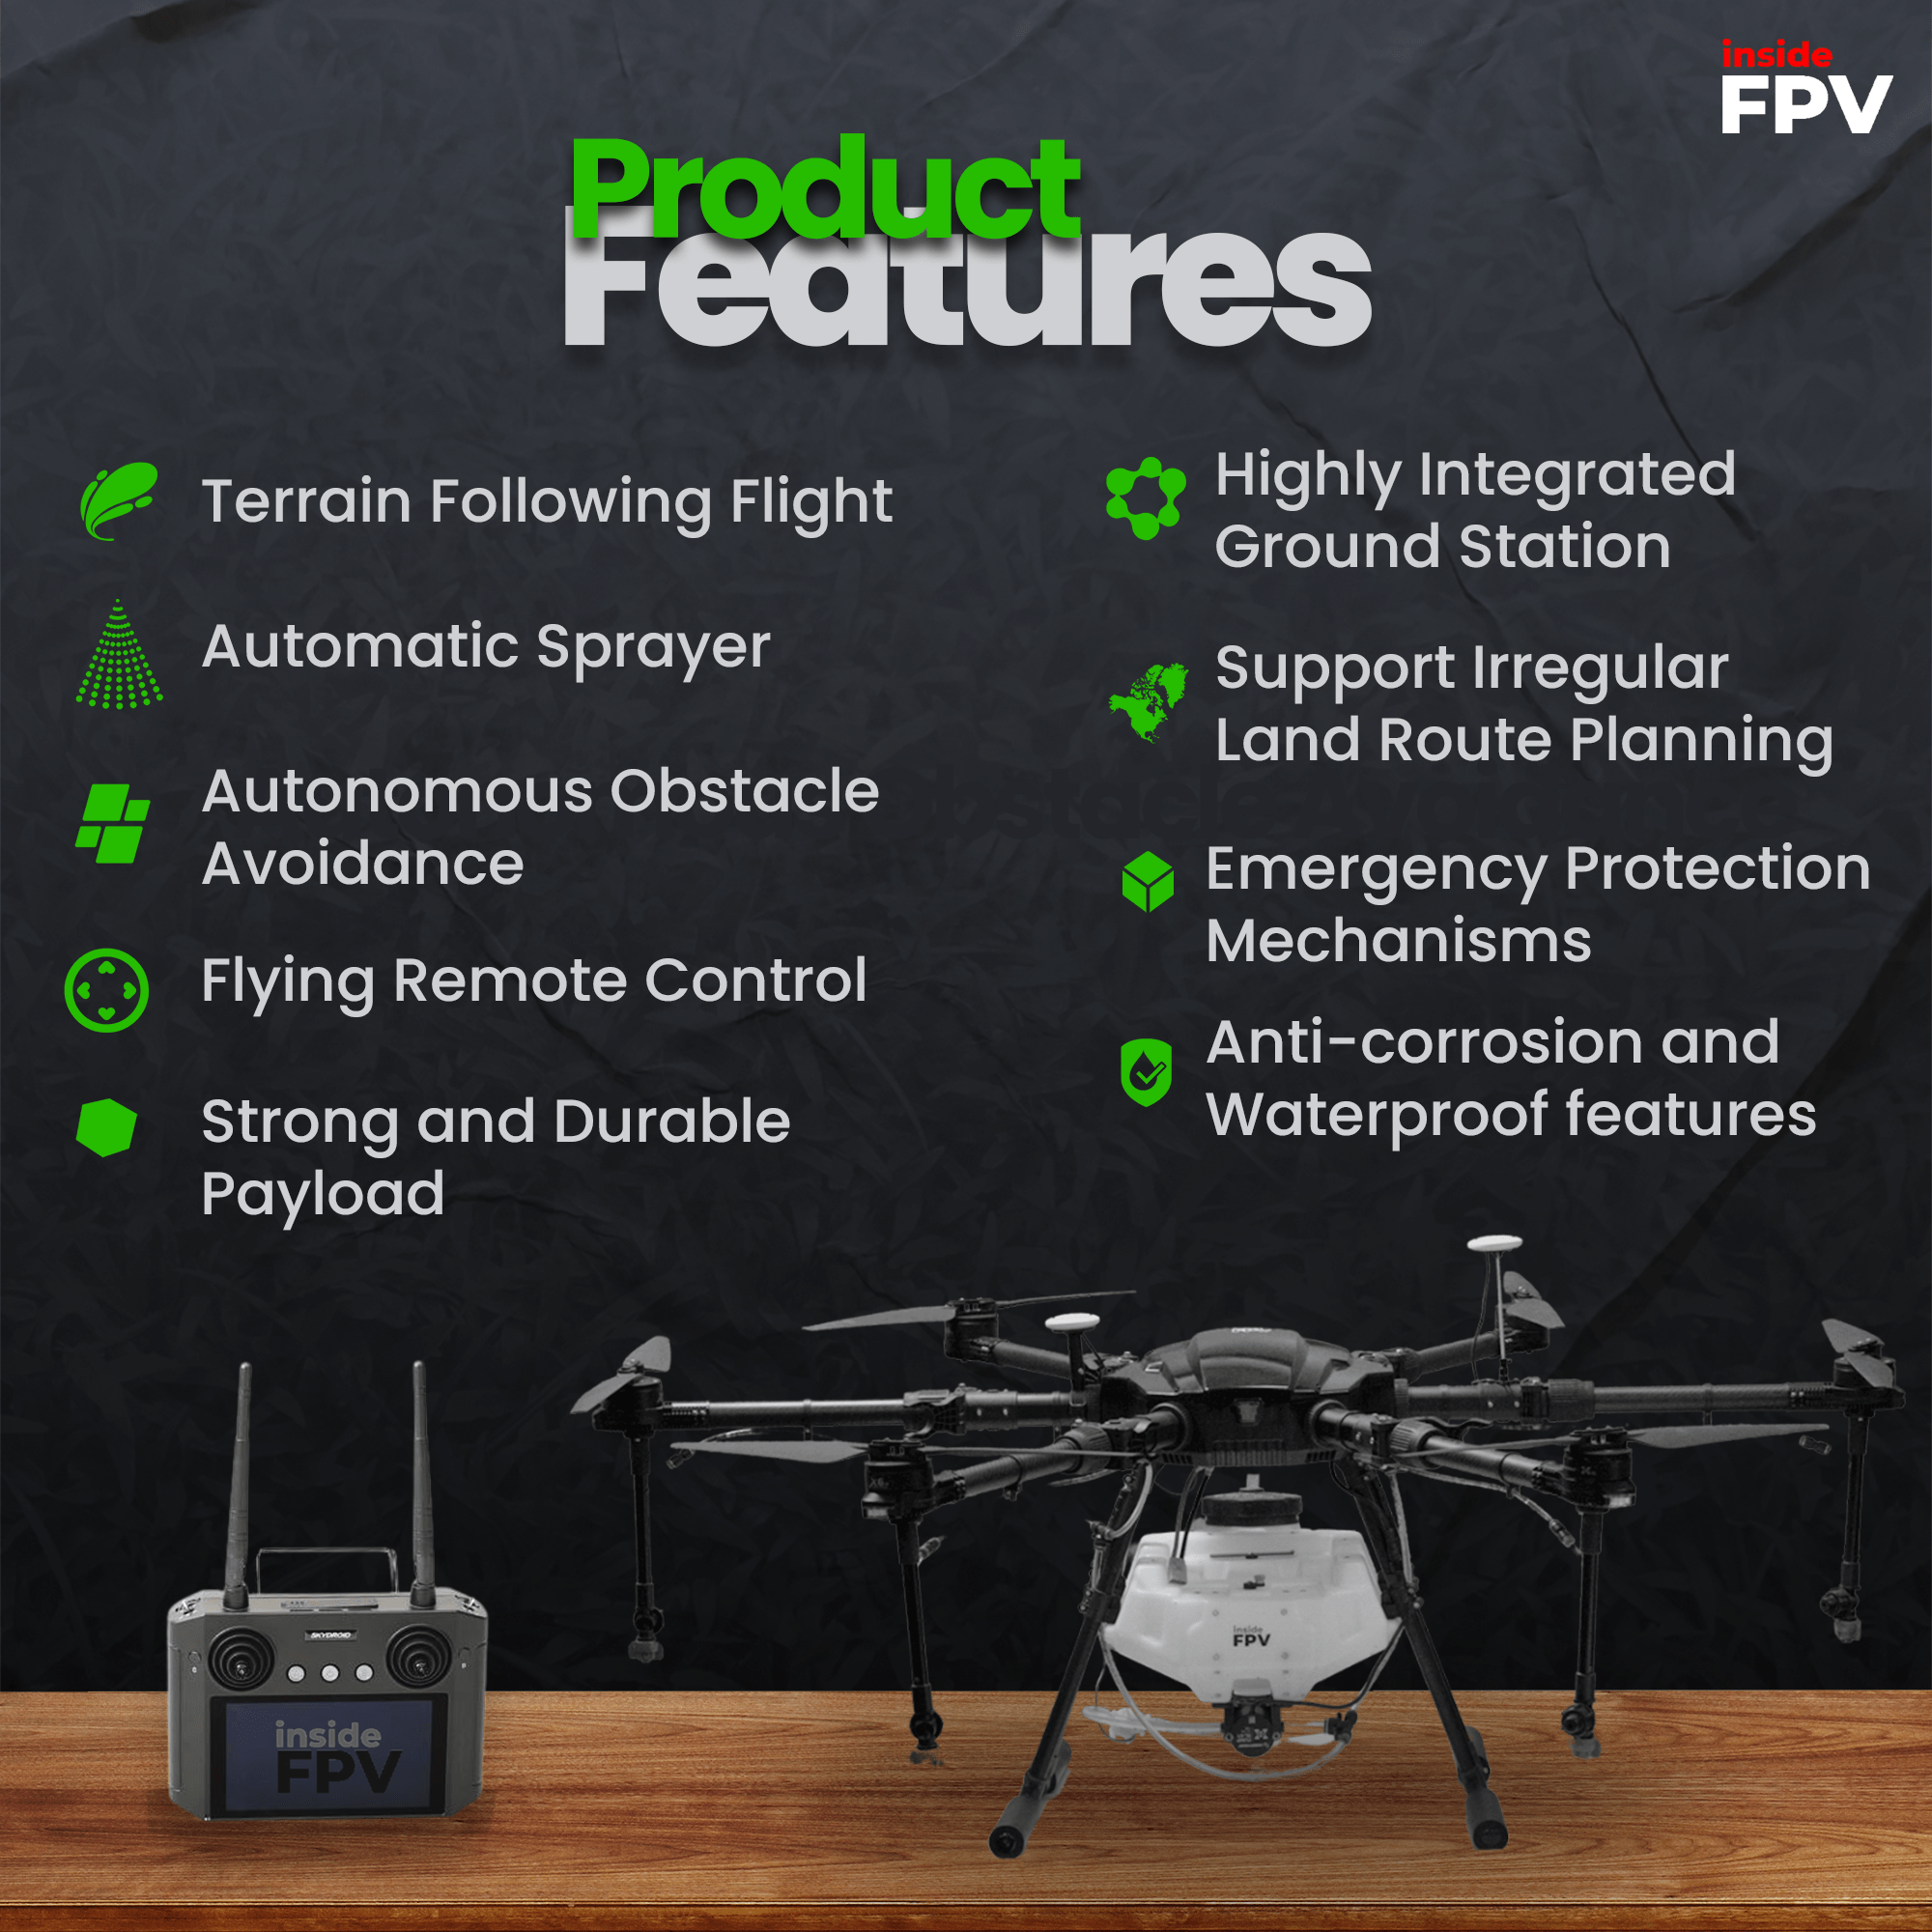 inside
FPV
Product
Features
Terrain Following Flight
Automatic Sprayer
Autonomous Obstacle
Avoidance
Flying Remote Control
Strong and Durable
Payload
Highly Integrated
Ground Station
Support Irregular
Land Route Planning
Emergency Protection
Mechanisms
Anti-corrosion and
Waterproof features
SKYDROID
inside
FPV
inside
FPV